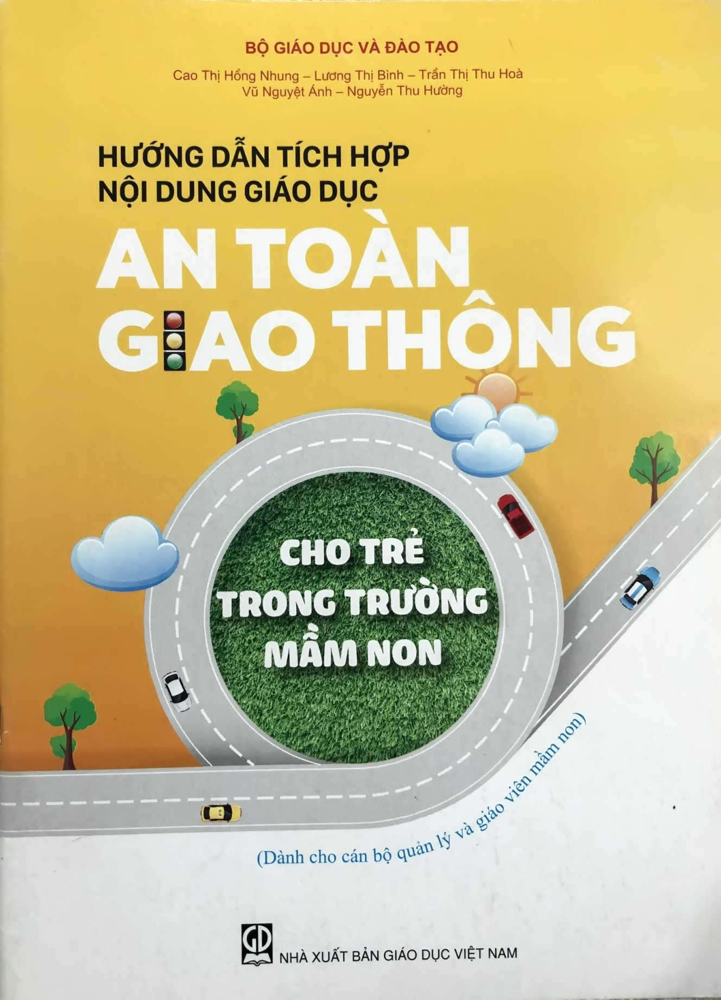 BỘ GIÁO DỤC VÀ ĐÀO TẠO
Cao Thị Hồng Nhung – Lương Thị Bình – Trần Thị Thu Hoà
Vũ Nguyệt Ánh – Nguyễn Thu Hường
HƯỚNG DẪN TÍCH HỢP
NỘI DUNG GIÁO DỤC
AN TOÀN
GIAO THÔNG
CHO TRẺ
TRONG TRƯỜNG
MẦM NON
(Dành cho cán bộ quản lý và giáo viên mầm non)
GD
NHÀ XUẤT BẢN GIÁO DỤC VIỆT NAM